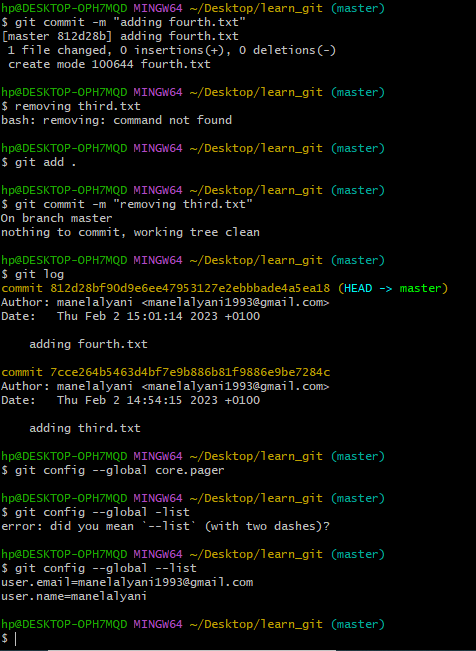 hp@DESKTOP-OPH7MQD MINGW64 ~/Desktop/learn_git (master)
$ git commit -m "adding fourth.txt"
[master 812d28b] adding fourth.txt
 1 file changed, 0 insertions(+), 0 deletions(-)
 create mode 100644 fourth.txt

hp@DESKTOP-OPH7MQD MINGW64 ~/Desktop/learn_git (master)
$ removing third.txt
bash: removing: command not found

hp@DESKTOP-OPH7MQD MINGW64 ~/Desktop/learn_git (master)
$ git add .

hp@DESKTOP-OPH7MQD MINGW64 ~/Desktop/learn_git (master)
$ git commit -m "removing third.txt"
On branch master
nothing to commit, working tree clean

hp@DESKTOP-OPH7MQD MINGW64 ~/Desktop/learn_git (master)
$ git log
commit 812d28bf90d9e6ee47953127e2ebbbade4a5ea18 (HEAD -> master)
Author: manelalyani <manelalyani1993@gmail.com>
Date:   Thu Feb 2 15:01:14 2023 +0100

    adding fourth.txt

commit 7cce264b5463d4bf7e9b886b81f9886e9be7284c
Author: manelalyani <manelalyani1993@gmail.com>
Date:   Thu Feb 2 14:54:15 2023 +0100

    adding third.txt

hp@DESKTOP-OPH7MQD MINGW64 ~/Desktop/learn_git (master)
$ git config --global core.pager

hp@DESKTOP-OPH7MQD MINGW64 ~/Desktop/learn_git (master)
$ git config --global -list
error: did you mean `--list` (with two dashes)?

hp@DESKTOP-OPH7MQD MINGW64 ~/Desktop/learn_git (master)
$ git config --global --list
user.email=manelalyani1993@gmail.com
user.name=manelalyani

hp@DESKTOP-OPH7MQD MINGW64 ~/Desktop/learn_git (master)
$